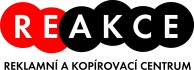 REAKCE
REKLAMNÍ A KOPÍROVACÍ CENTRUM